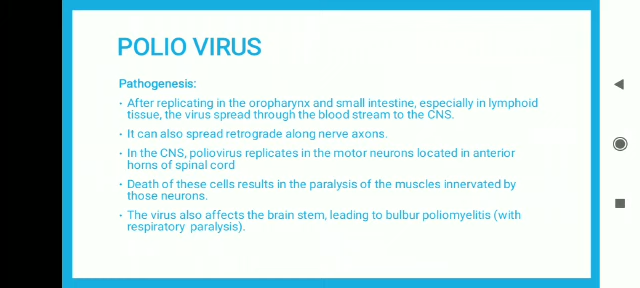 POLIO VIRUS
Pathogenesis:
• After replicating in the oropharynx and small intestine, especially in lymphoid
tissue, the virus spread through the blood stream to the CNS.
• It can also spread retrograde along nerve axons.
• In the CNS, poliovirus replicates in the motor neurons located in anterior
horns of spinal cord
• Death of these cells results in the paralysis of the muscles innervated by
those neurons.
• The virus also affects the brain stem, leading to bulbur poliomyelitis (with
respiratory paralysis).